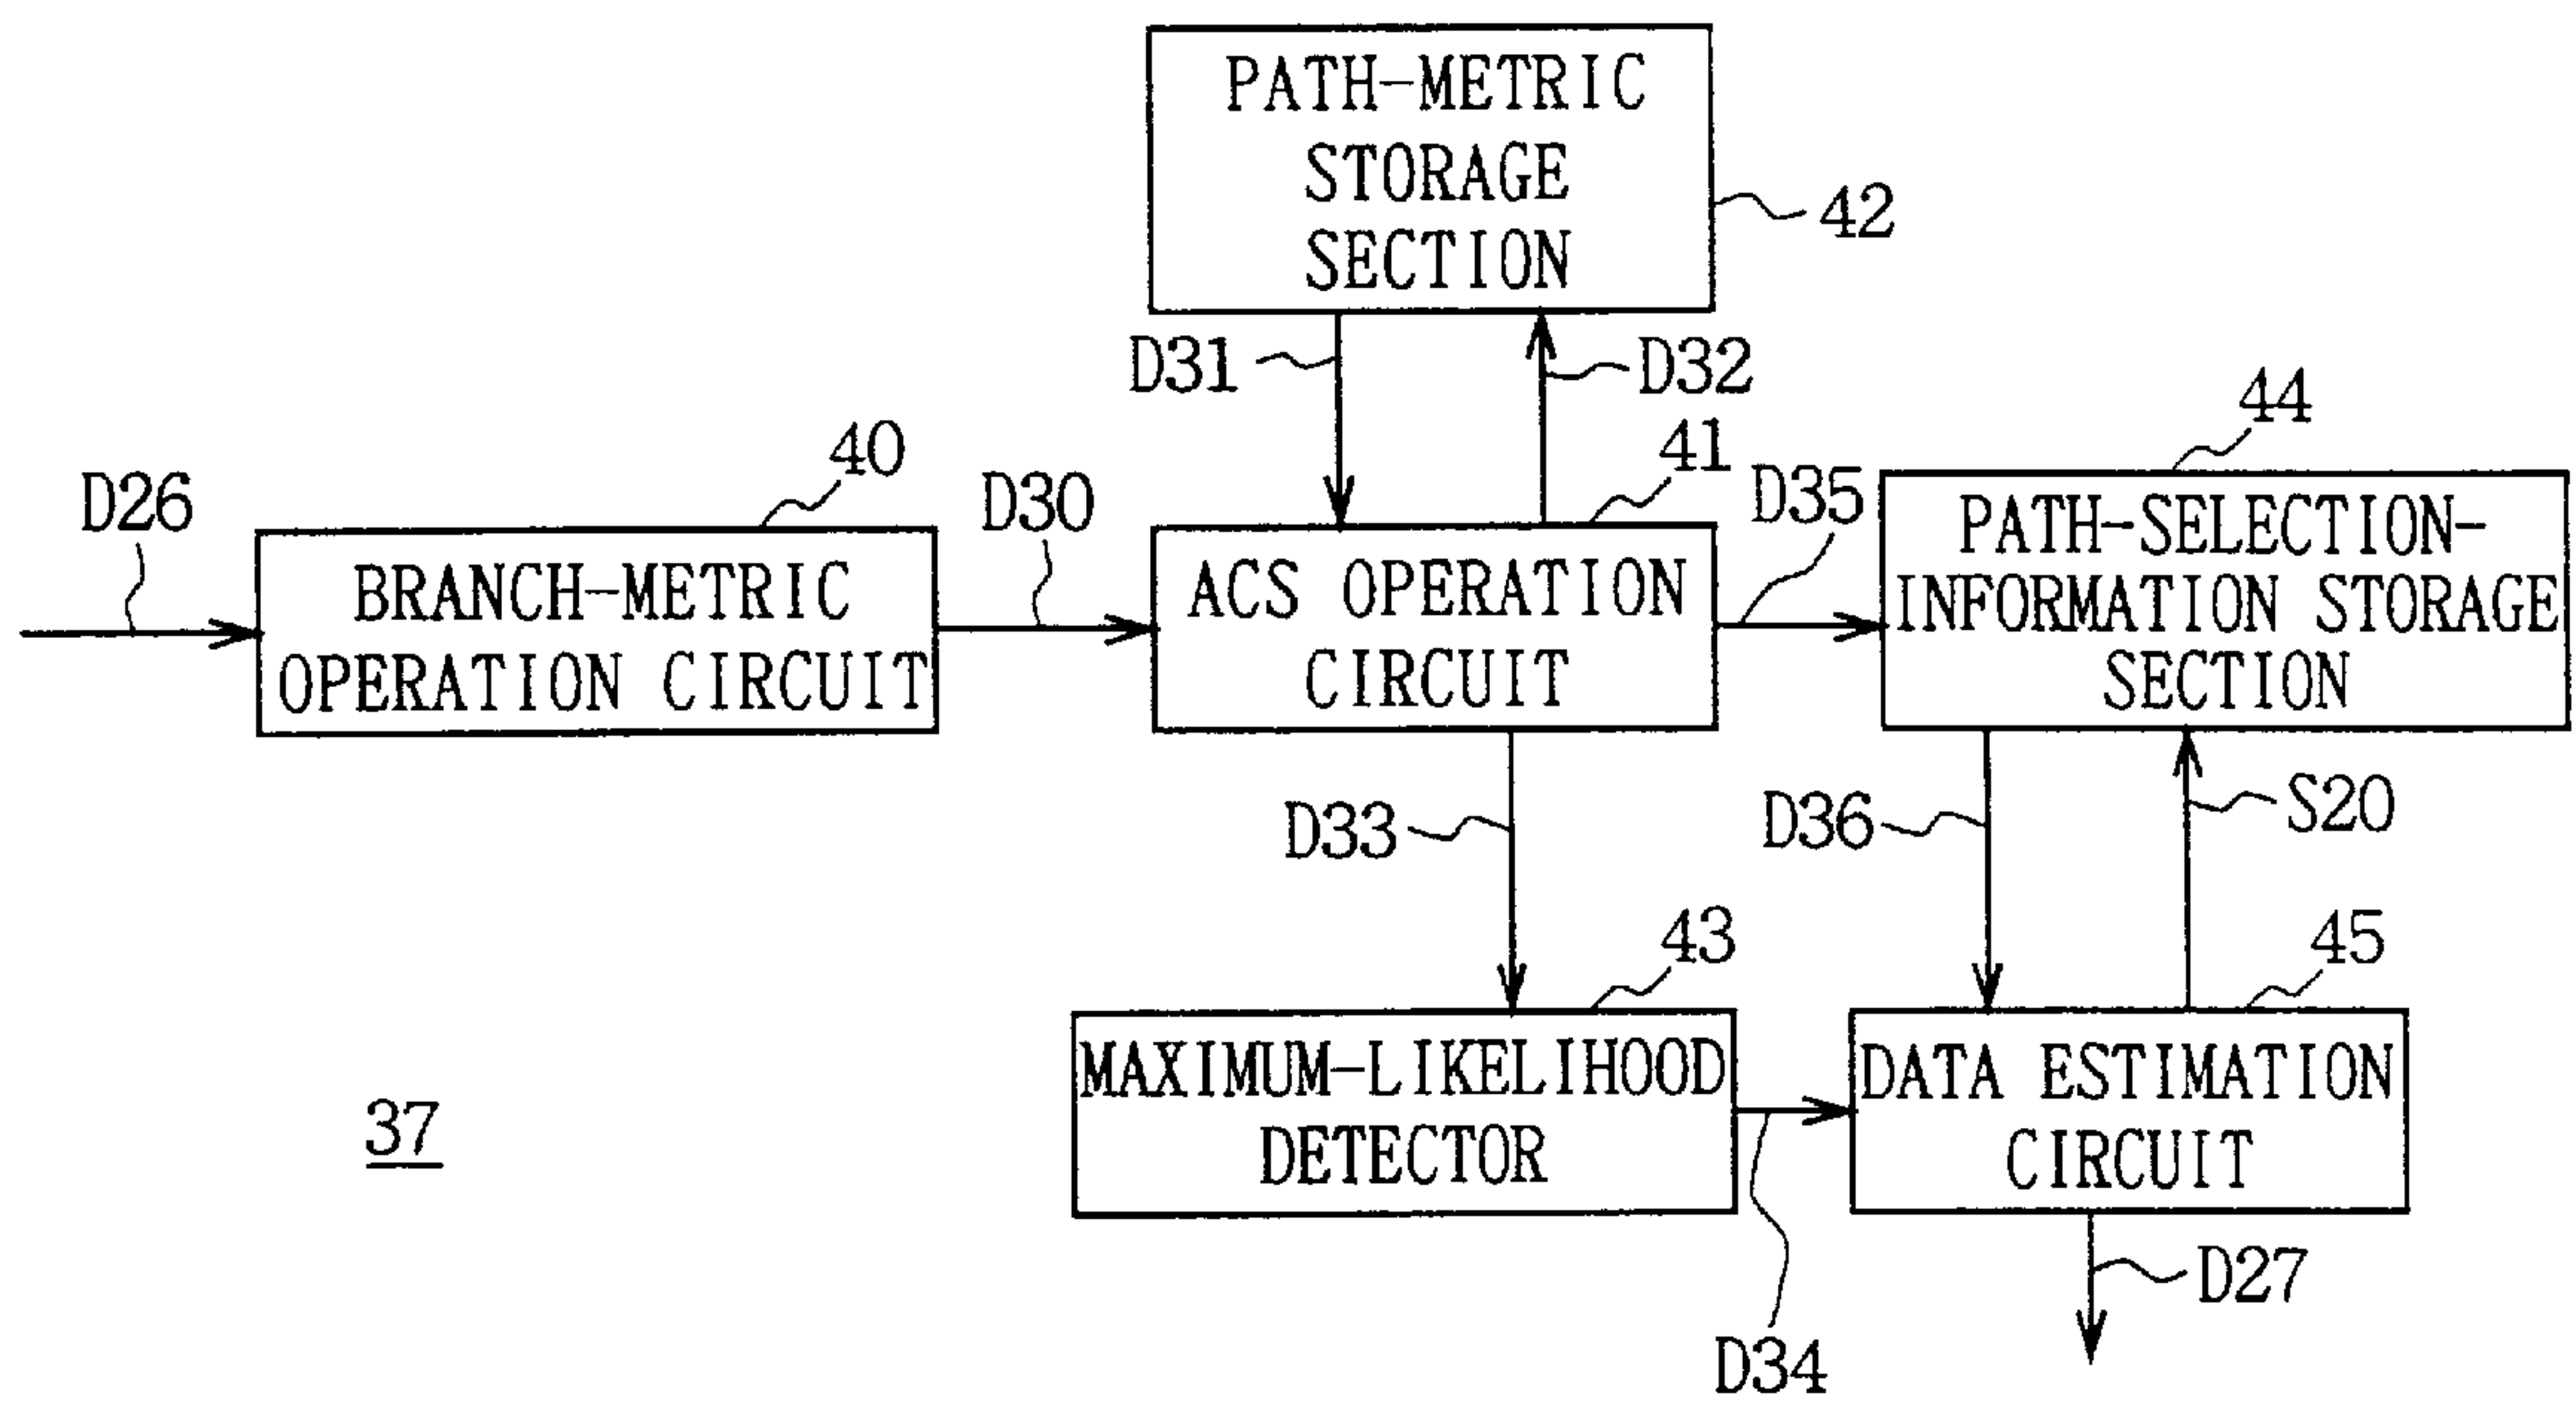 PATH-METRIC
STORAGE
SECTION
42
D31
D32
44
40
41
D26
D30
D35
PATH-SELECTION-
INFORMATION STORAGE
SECTION
BRANCH-METRIC
OPERATION CIRCUIT
ACS OPERATION
CIRCUIT
D33
D36
S20
43
45
MAXIMUM-LIKELIHOOD
DETECTOR
DATA ESTIMATION
CIRCUIT
37
D27
D34